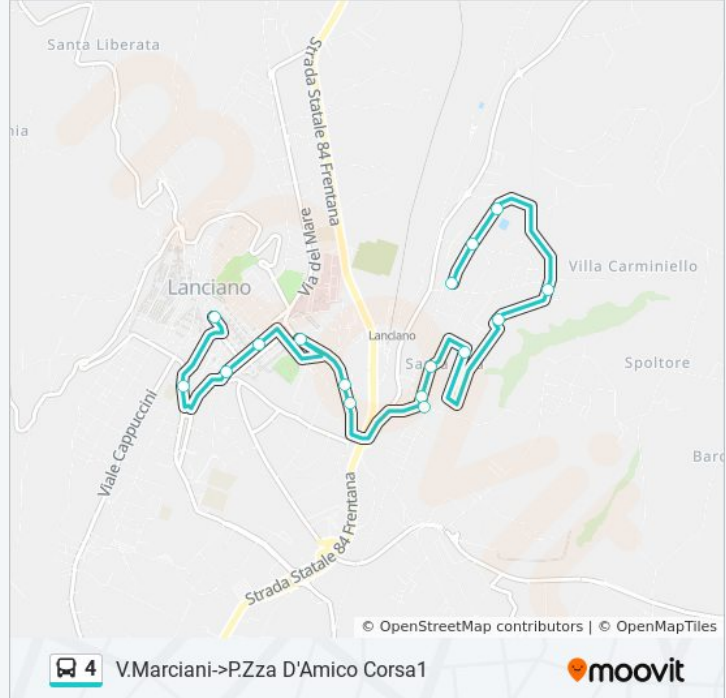 Santa Liberata
nia
Strada Statale 84 Frentana
Via del Mare
Villa Carminiello
Lanciano
Lanciano
Spoltore
Viale Cappuccini
Strada Statale 84 Frentana
© OpenStreetMap contributors | © OpenMapTiles
4 V.Marciani->P.Zza D'Amico Corsa1
moovit